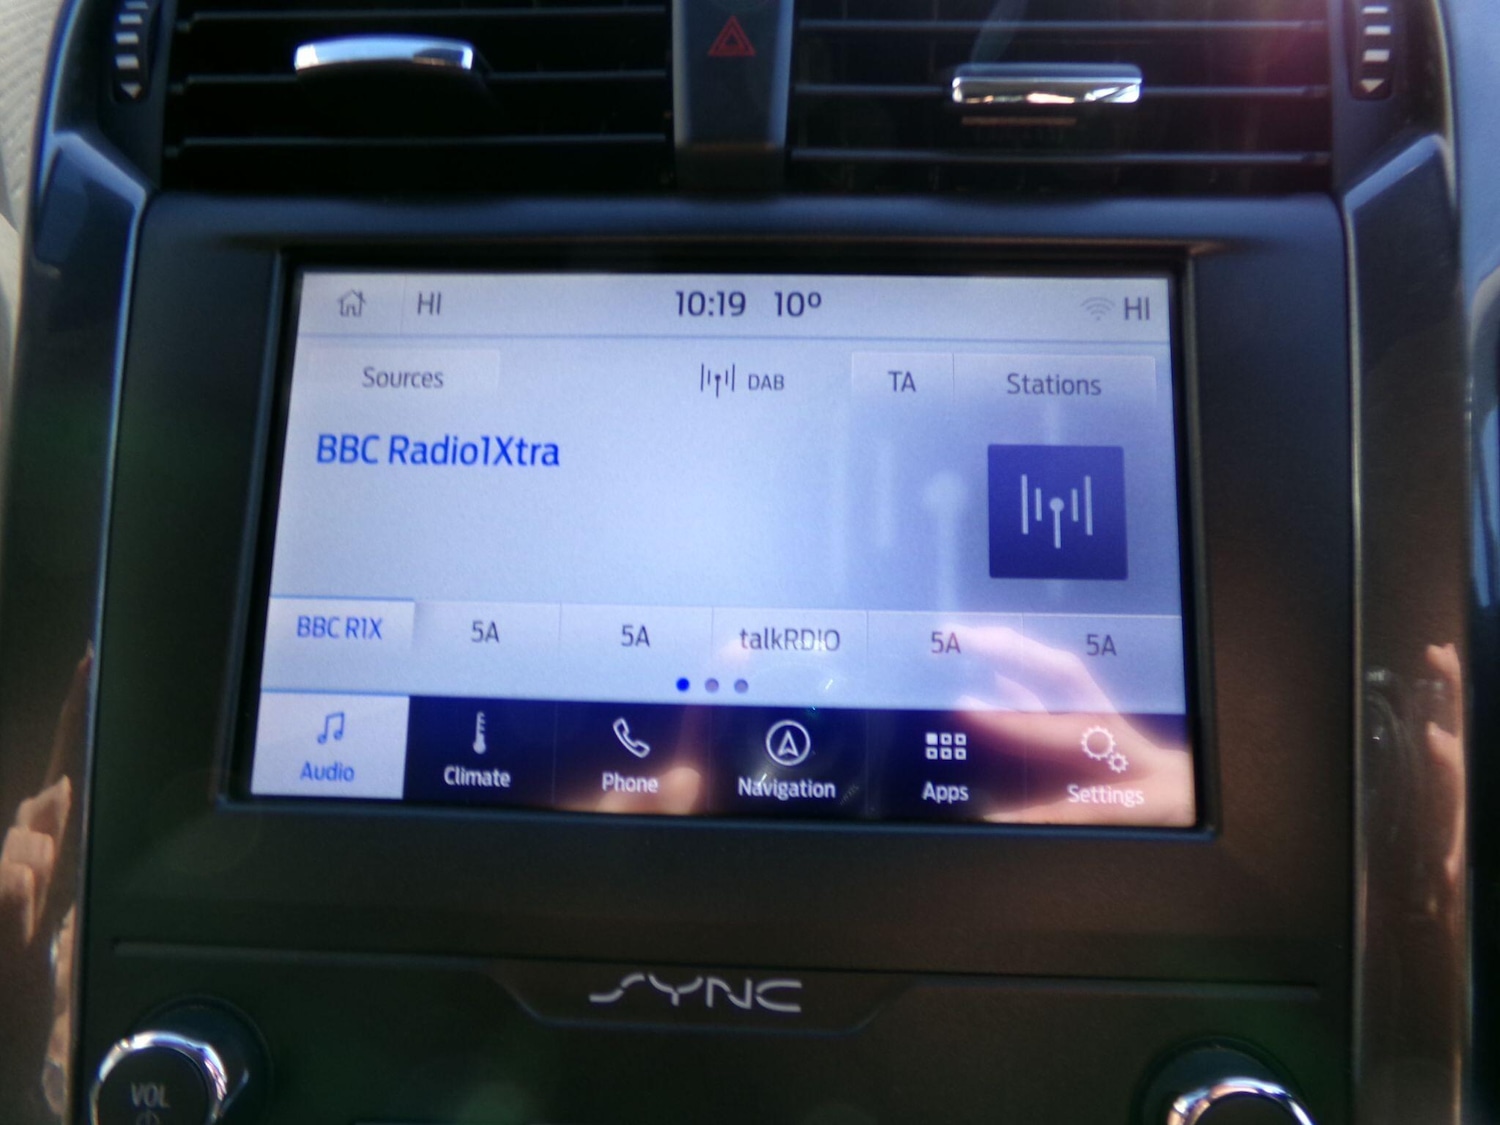 HI 10:19 10° HI
Sources DAB TA Stations
BBC Radio1Xtra
BBC R1X 5A 5A talkRDIO 5A 5A
Audio Climate Phone Navigation Apps Settings
SYNC
VOL